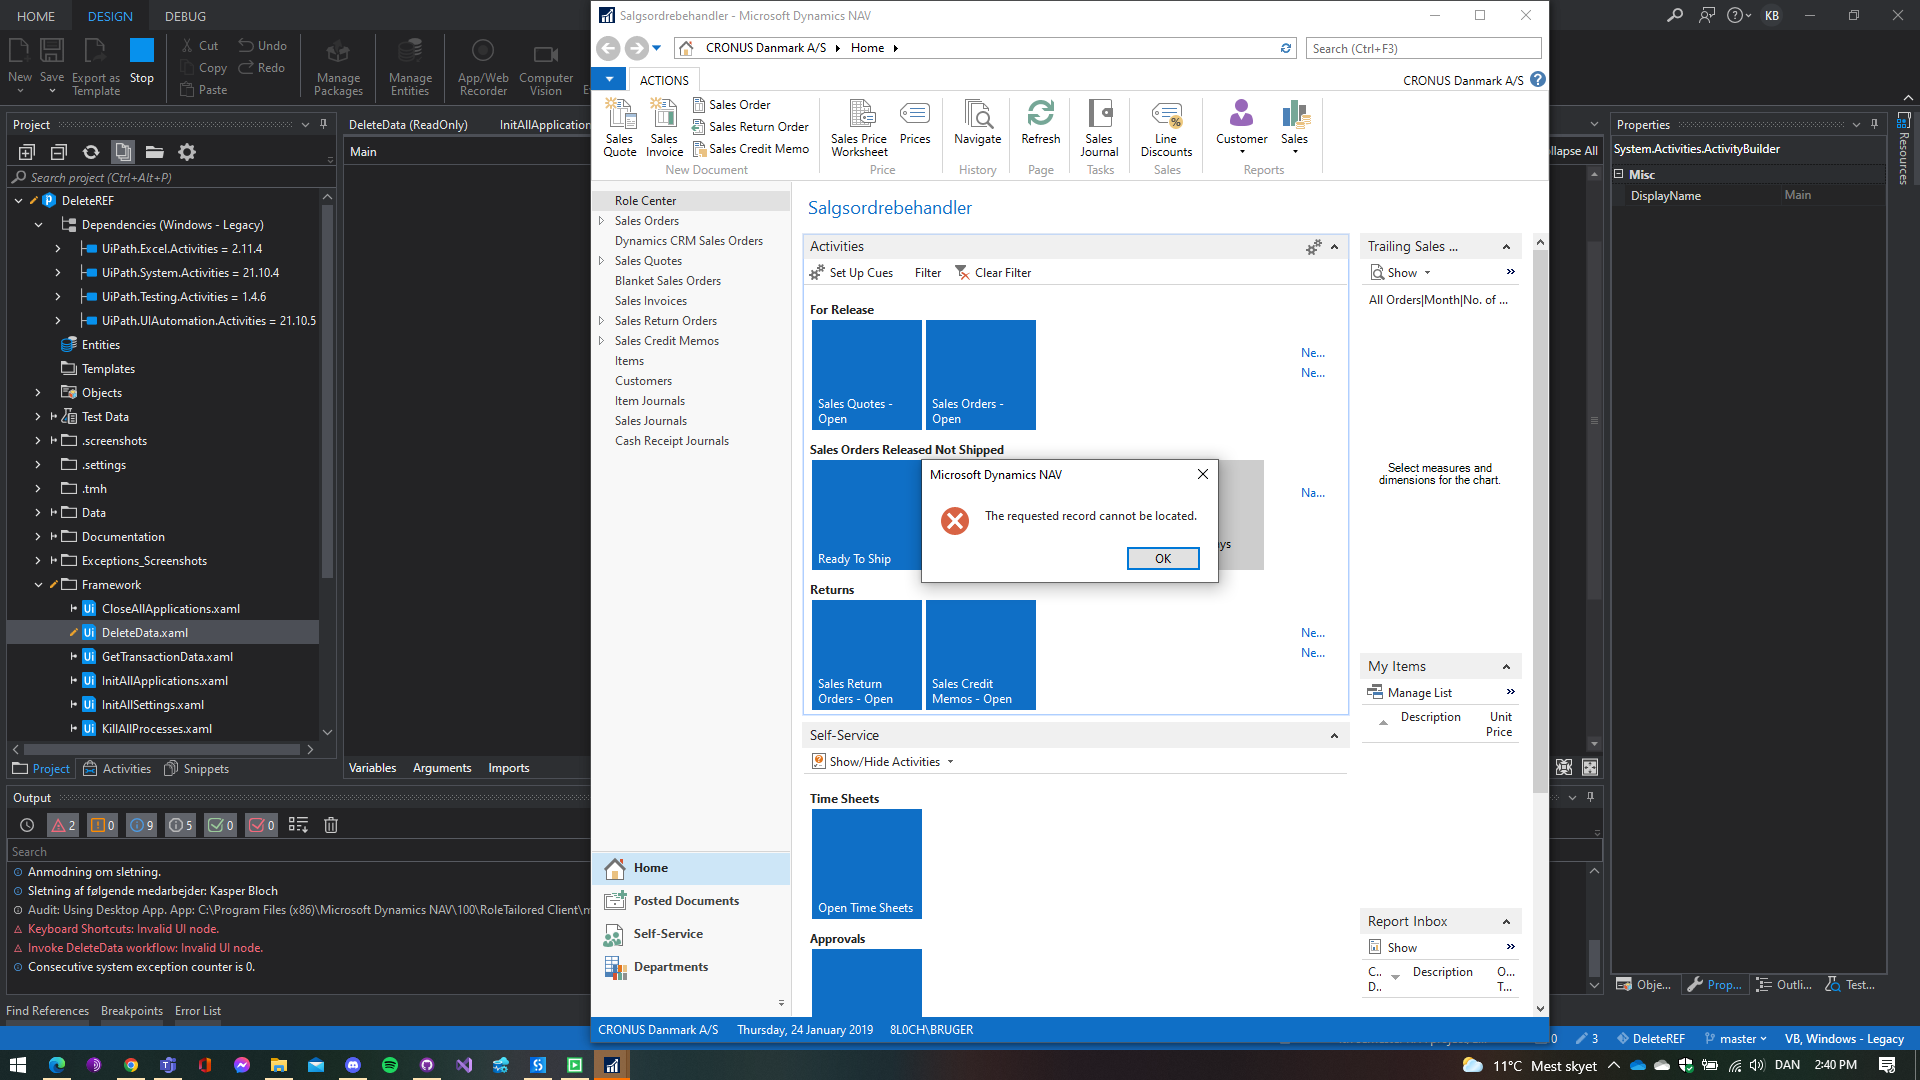 HOME
DESIGN
DEBUG
New
Save
Export as
Template
Stop
Cut
Copy
Paste
Undo
Redo
Manage
Packages
Manage
Entities
App/Web
Recorder
Computer
Vision
KB
Project
Search project (Ctrl+Alt+P)
DeleteREF
Dependencies (Windows - Legacy)
UiPath.Excel.Activities = 2.11.4
UiPath.System.Activities = 21.10.4
UiPath.Testing.Activities = 1.4.6
UiPath.UIAutomation.Activities = 21.10.5
Entities
Templates
Objects
Test Data
.screenshots
.settings
.tmh
Data
Documentation
Exceptions_Screenshots
Framework
CloseAllApplications.xaml
DeleteData.xaml
GetTransactionData.xaml
InitAllApplications.xaml
InitAllSettings.xaml
KillAllProcesses.xaml
Project
Activities
Snippets
DeleteData (ReadOnly)
InitAllApplication
Main
Variables
Arguments
Imports
Output
2
0
9
5
0
0
Search
Anmodning om sletning.
Sletning af følgende medarbejder: Kasper Bloch
Audit: Using Desktop App. App: C:\Program Files (x86)\Microsoft Dynamics NAV\100\RoleTailored Client\m
Keyboard Shortcuts: Invalid UI node.
Invoke DeleteData workflow: Invalid UI node.
Consecutive system exception counter is 0.
Find References
Breakpoints
Error List
Salgsordrebehandler - Microsoft Dynamics NAV
CRONUS Danmark A/S
Home
Search (Ctrl+F3)
ACTIONS
CRONUS Danmark A/S
Sales
Quote
Sales
Invoice
Sales Order
Sales Return Order
Sales Credit Memo
New Document
Sales Price
Worksheet
Prices
Price
Navigate
History
Refresh
Page
Sales
Journal
Tasks
Line
Discounts
Sales
Customer
Sales
Reports
Role Center
Sales Orders
Dynamics CRM Sales Orders
Sales Quotes
Blanket Sales Orders
Sales Invoices
Sales Return Orders
Sales Credit Memos
Items
Customers
Item Journals
Sales Journals
Cash Receipt Journals
Home
Posted Documents
Self-Service
Departments
Salgsordrebehandler
Activities
Set Up Cues
Filter
Clear Filter
For Release
Sales Quotes -
Open
Sales Orders -
Open
Ne...
Ne...
Sales Orders Released Not Shipped
Ready To Ship
ys
Na...
Microsoft Dynamics NAV
The requested record cannot be located.
OK
Returns
Sales Return
Orders - Open
Sales Credit
Memos - Open
Ne...
Ne...
Self-Service
Show/Hide Activities
Time Sheets
Open Time Sheets
Approvals
Trailing Sales ...
Show
All Orders|Month|No. of ...
Select measures and
dimensions for the chart.
My Items
Manage List
Description
Unit
Price
Report Inbox
Show
C..
D..
Description
O...
T...
CRONUS Danmark A/S
Thursday, 24 January 2019
8L0CH\BRUGER
llapse All
Properties
System.Activities.ActivityBuilder
Misc
DisplayName
Main
Resources
Obje...
Prop...
Outli...
Test...
0
3
DeleteREF
master
VB, Windows - Legacy
11°C
Mest skyet
DAN
2:40 PM